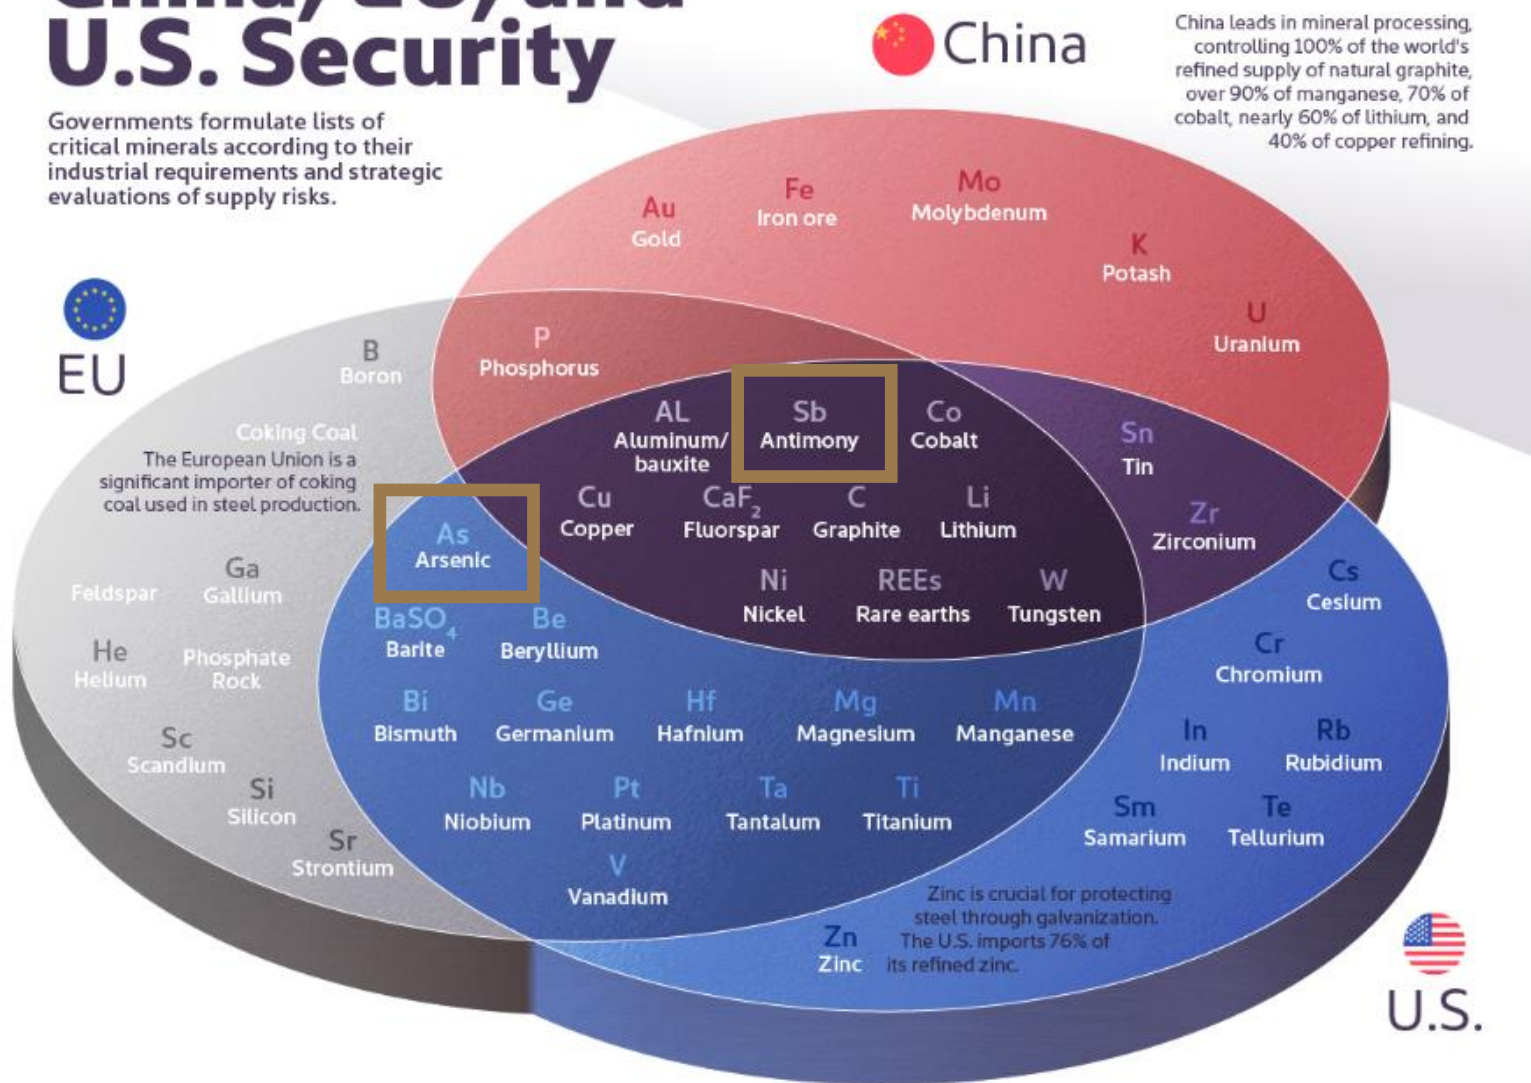 China, EU, and
U.S. Security
Governments formulate lists of
critical minerals according to their
industrial requirements and strategic
evaluations of supply risks.
China
China leads in mineral processing,
controlling 100% of the world's
refined supply of natural graphite,
over 90% of manganese, 70% of
cobalt, nearly 60% of lithium, and
40% of copper refining.
Au
Gold
Fe
Iron ore
Mo
Molybdenum
K
Potash
U
Uranium
EU
B
Boron
P
Phosphorus
Coking Coal
The European Union is a
significant importer of coking
coal used in steel production.
AL
Aluminum/
bauxite
Sb
Antimony
Co
Cobalt
Sn
Tin
As
Arsenic
Cu
Copper
CaF2
Fluorspar
C
Graphite
Li
Lithium
Zr
Zirconium
Feldspar
Ga
Gallium
Ni
Nickel
REEs
Rare earths
W
Tungsten
Cs
Cesium
He
Helium
Phosphate
Rock
BaSO4
Barite
Be
Beryllium
Cr
Chromium
Sc
Scandium
Bi
Bismuth
Ge
Germanium
Hf
Hafnium
Mg
Magnesium
Mn
Manganese
In
Indium
Rb
Rubidium
Si
Silicon
Sr
Strontium
Nb
Niobium
Pt
Platinum
Ta
Tantalum
Ti
Titanium
Sm
Samarium
Te
Tellurium
V
Vanadium
Zn
Zinc
Zinc is crucial for protecting
steel through galvanization.
The U.S. imports 76% of
its refined zinc.
U.S.